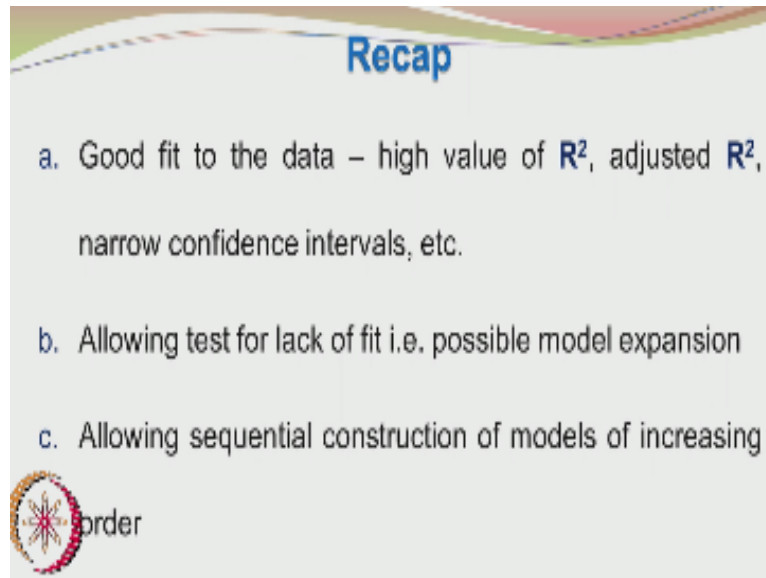 Recap
a. Good fit to the data – high value of R², adjusted R²,
narrow confidence intervals, etc.
b. Allowing test for lack of fit i.e. possible model expansion
c. Allowing sequential construction of models of increasing
order